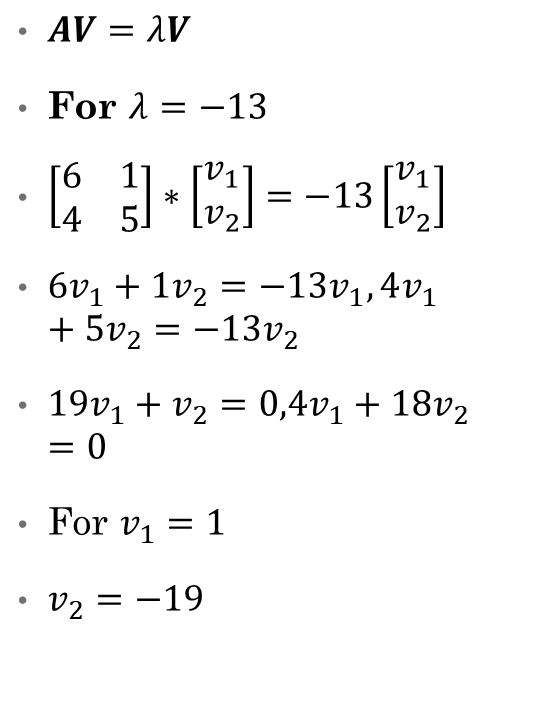 • AV = λV
• For λ = −13
• [6 1; 4 5] * [v₁; v₂] = −13 [v₁; v₂]
• 6v₁ + 1v₂ = −13v₁, 4v₁
+ 5v₂ = −13v₂
• 19v₁ + v₂ = 0,4v₁ + 18v₂
= 0
• For v₁ = 1
• v₂ = −19